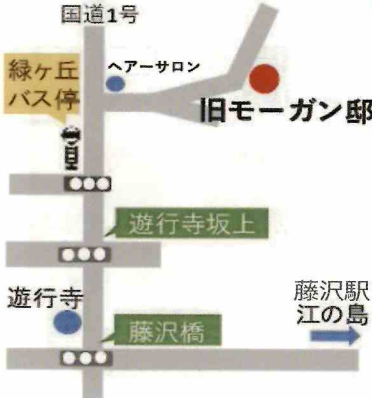 国道1号
緑ヶ丘
バス停
ヘアーサロン
旧モーガン邸
遊行寺坂上
遊行寺
藤沢橋
藤沢駅
江の島